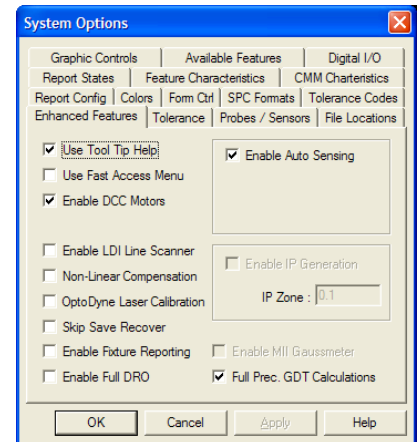 System Options
Graphic Controls Available Features Digital I/O
Report States Feature Characteristics CMM Charteristics
Report Config Colors Form Ctrl SPC Formats Tolerance Codes
Enhanced Features Tolerance Probes / Sensors File Locations
Use Tool Tip Help Enable Auto Sensing
Use Fast Access Menu
Enable DCC Motors
Enable LDI Line Scanner Enable IP Generation
Non-Linear Compensation
OptoDyne Laser Calibration IP Zone : 0.1
Skip Save Recover
Enable Fixture Reporting Enable MII Gaussmeter
Enable Full DRO Full Prec. GDT Calculations
OK Cancel Apply Help